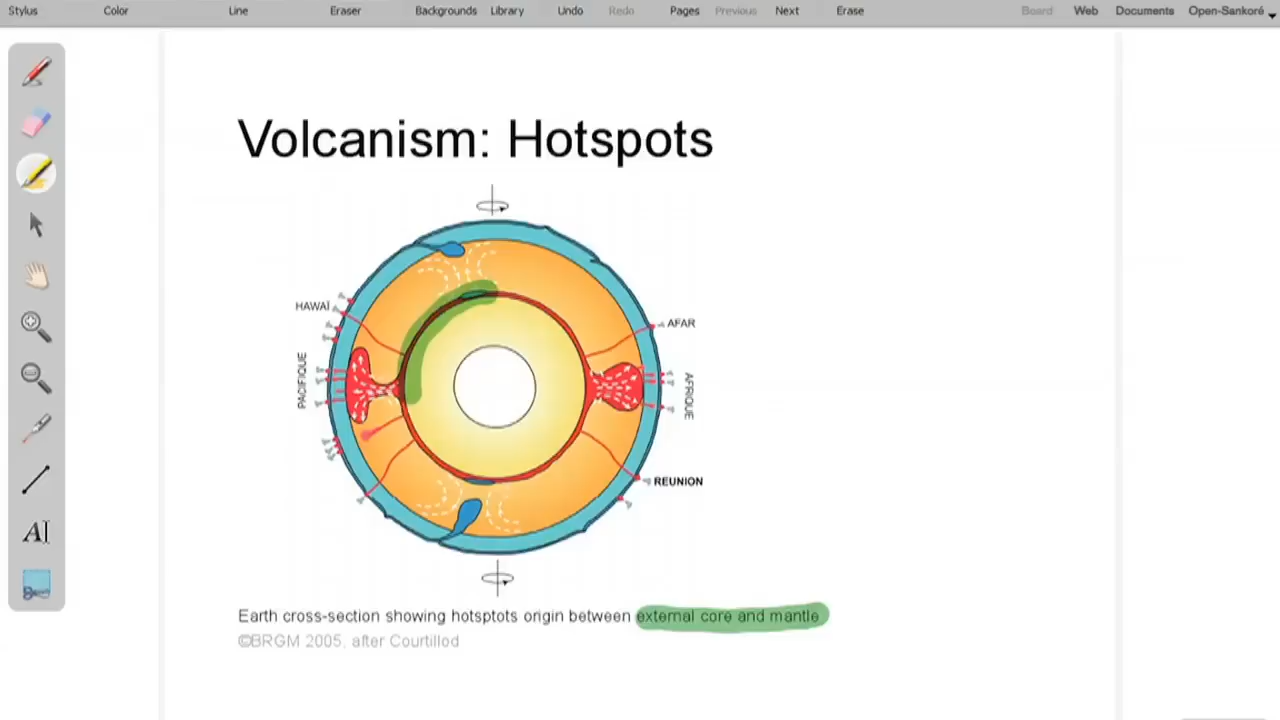 Stylus Color Line Eraser Backgrounds Library Undo Redo Pages Previous Next Erase Board Web Documents Open-Sankoré
Volcanism: Hotspots
HAWAÏ
AFAR
PACIFIQUE
AFRIQUE
REUNION
AI
Earth cross-section showing hotsptots origin between external core and mantle
©BRGM 2005, after Courtillod